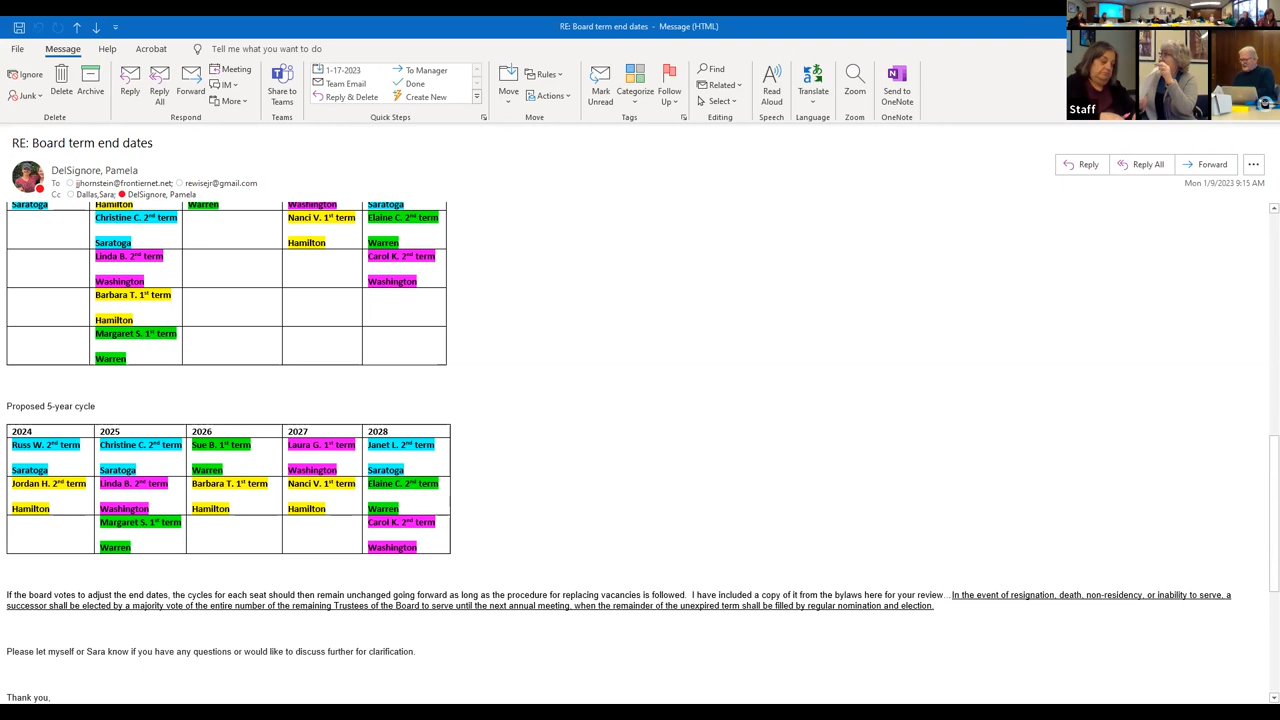 RE: Board term end dates - Message (HTML)
File Message Help Acrobat Tell me what you want to do
Ignore
Junk
Delete
Archive
Delete
Reply
Reply All
Forward
Meeting
IM
More
Respond
Share to Teams
Teams
1-17-2023
Team Email
Reply & Delete
To Manager
Done
Create New
Quick Steps
Move
Rules
Actions
Move
Mark Unread
Categorize
Follow Up
Tags
Find
Related
Select
Editing
Read Aloud
Speech
Translate
Language
Zoom
Zoom
Send to OneNote
OneNote
Staff
RE: Board term end dates
DelSignore, Pamela
To jjhornstein@frontiernet.net; rewisejr@gmail.com
Cc Dallas,Sara; DelSignore, Pamela
Reply Reply All Forward
Mon 1/9/2023 9:15 AM
Saratoga Hamilton Warren Washington Saratoga
Christine C. 2nd term Nanci V. 1st term Elaine C. 2nd term
Saratoga Hamilton Warren
Linda B. 2nd term Carol K. 2nd term
Washington Washington
Barbara T. 1st term
Hamilton
Margaret S. 1st term
Warren
Proposed 5-year cycle
2024 2025 2026 2027 2028
Russ W. 2nd term Christine C. 2nd term Sue B. 1st term Laura G. 1st term Janet L. 2nd term
Saratoga Saratoga Warren Washington Saratoga
Jordan H. 2nd term Linda B. 2nd term Barbara T. 1st term Nanci V. 1st term Elaine C. 2nd term
Hamilton Washington Hamilton Hamilton Warren
Margaret S. 1st term Carol K. 2nd term
Warren Washington
If the board votes to adjust the end dates, the cycles for each seat should then remain unchanged going forward as long as the procedure for replacing vacancies is followed. I have included a copy of it from the bylaws here for your review…In the event of resignation, death, non-residency, or inability to serve, a
successor shall be elected by a majority vote of the entire number of the remaining Trustees of the Board to serve until the next annual meeting, when the remainder of the unexpired term shall be filled by regular nomination and election.
Please let myself or Sara know if you have any questions or would like to discuss further for clarification.
Thank you,